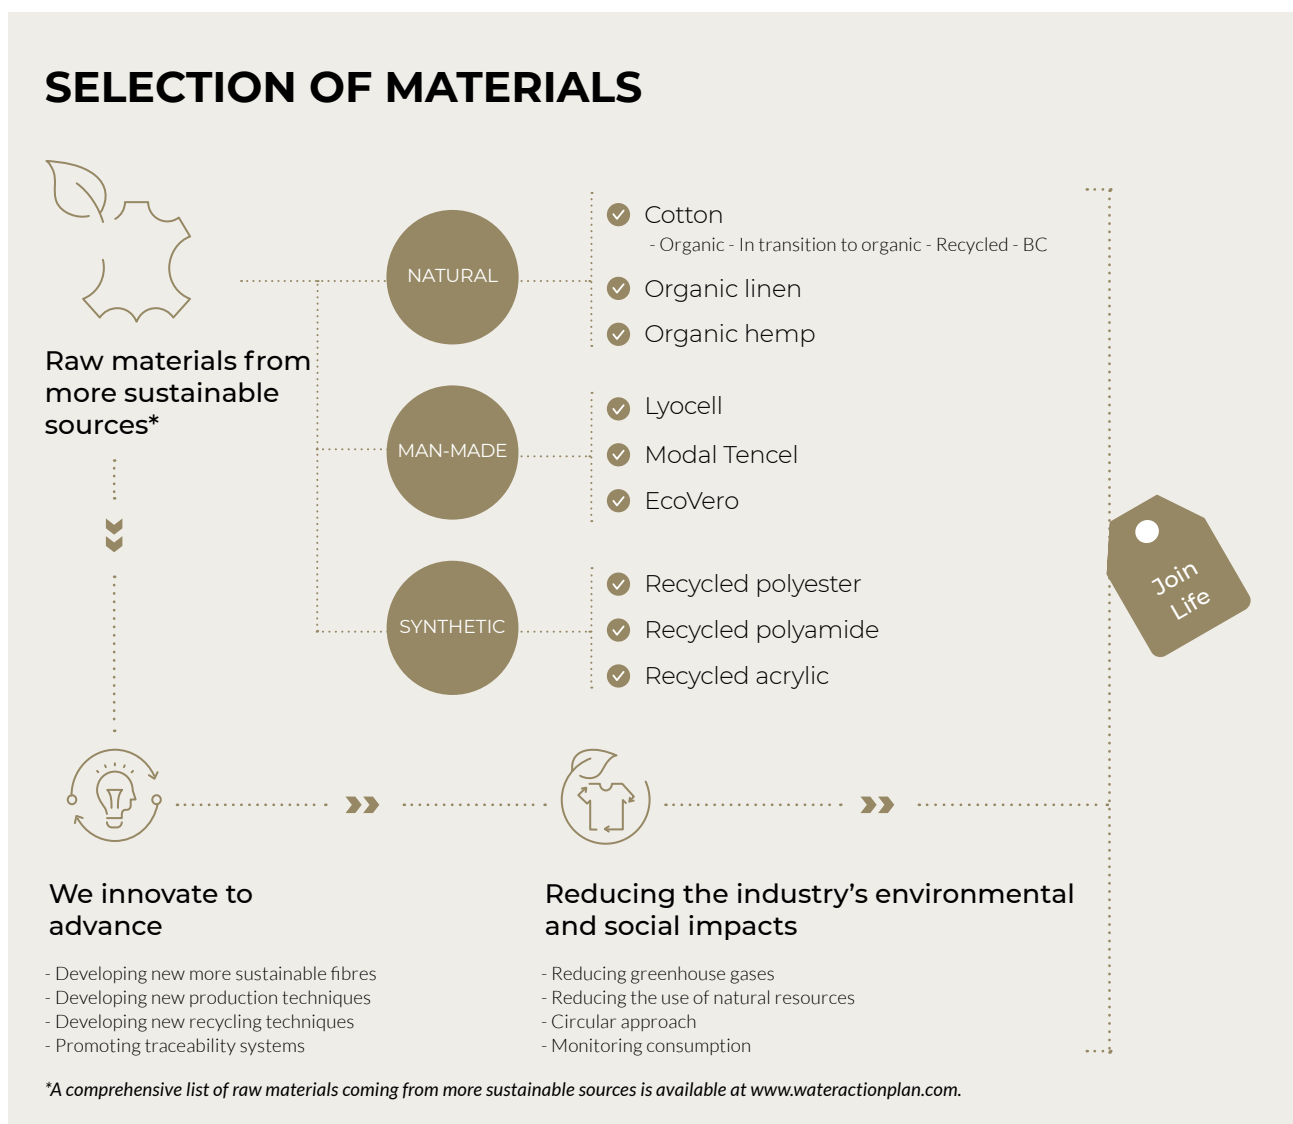 SELECTION OF MATERIALS
Raw materials from
more sustainable
sources*
NATURAL
Cotton
- Organic - In transition to organic - Recycled - BC
Organic linen
Organic hemp
MAN-MADE
Lyocell
Modal Tencel
EcoVero
SYNTHETIC
Recycled polyester
Recycled polyamide
Recycled acrylic
Join
Life
We innovate to
advance
- Developing new more sustainable fibres
- Developing new production techniques
- Developing new recycling techniques
- Promoting traceability systems
Reducing the industry’s environmental
and social impacts
- Reducing greenhouse gases
- Reducing the use of natural resources
- Circular approach
- Monitoring consumption
*A comprehensive list of raw materials coming from more sustainable sources is available at www.wateractionplan.com.